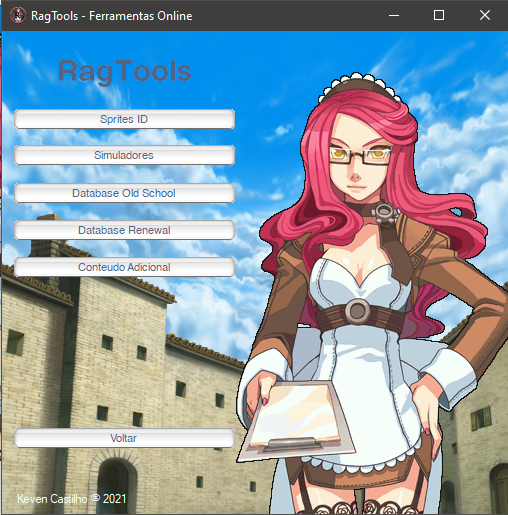 RagTools - Ferramentas Online
RagTools
Sprites ID
Simuladores
Database Old School
Database Renewal
Conteudo Adicional
Voltar
Keven Castilho © 2021